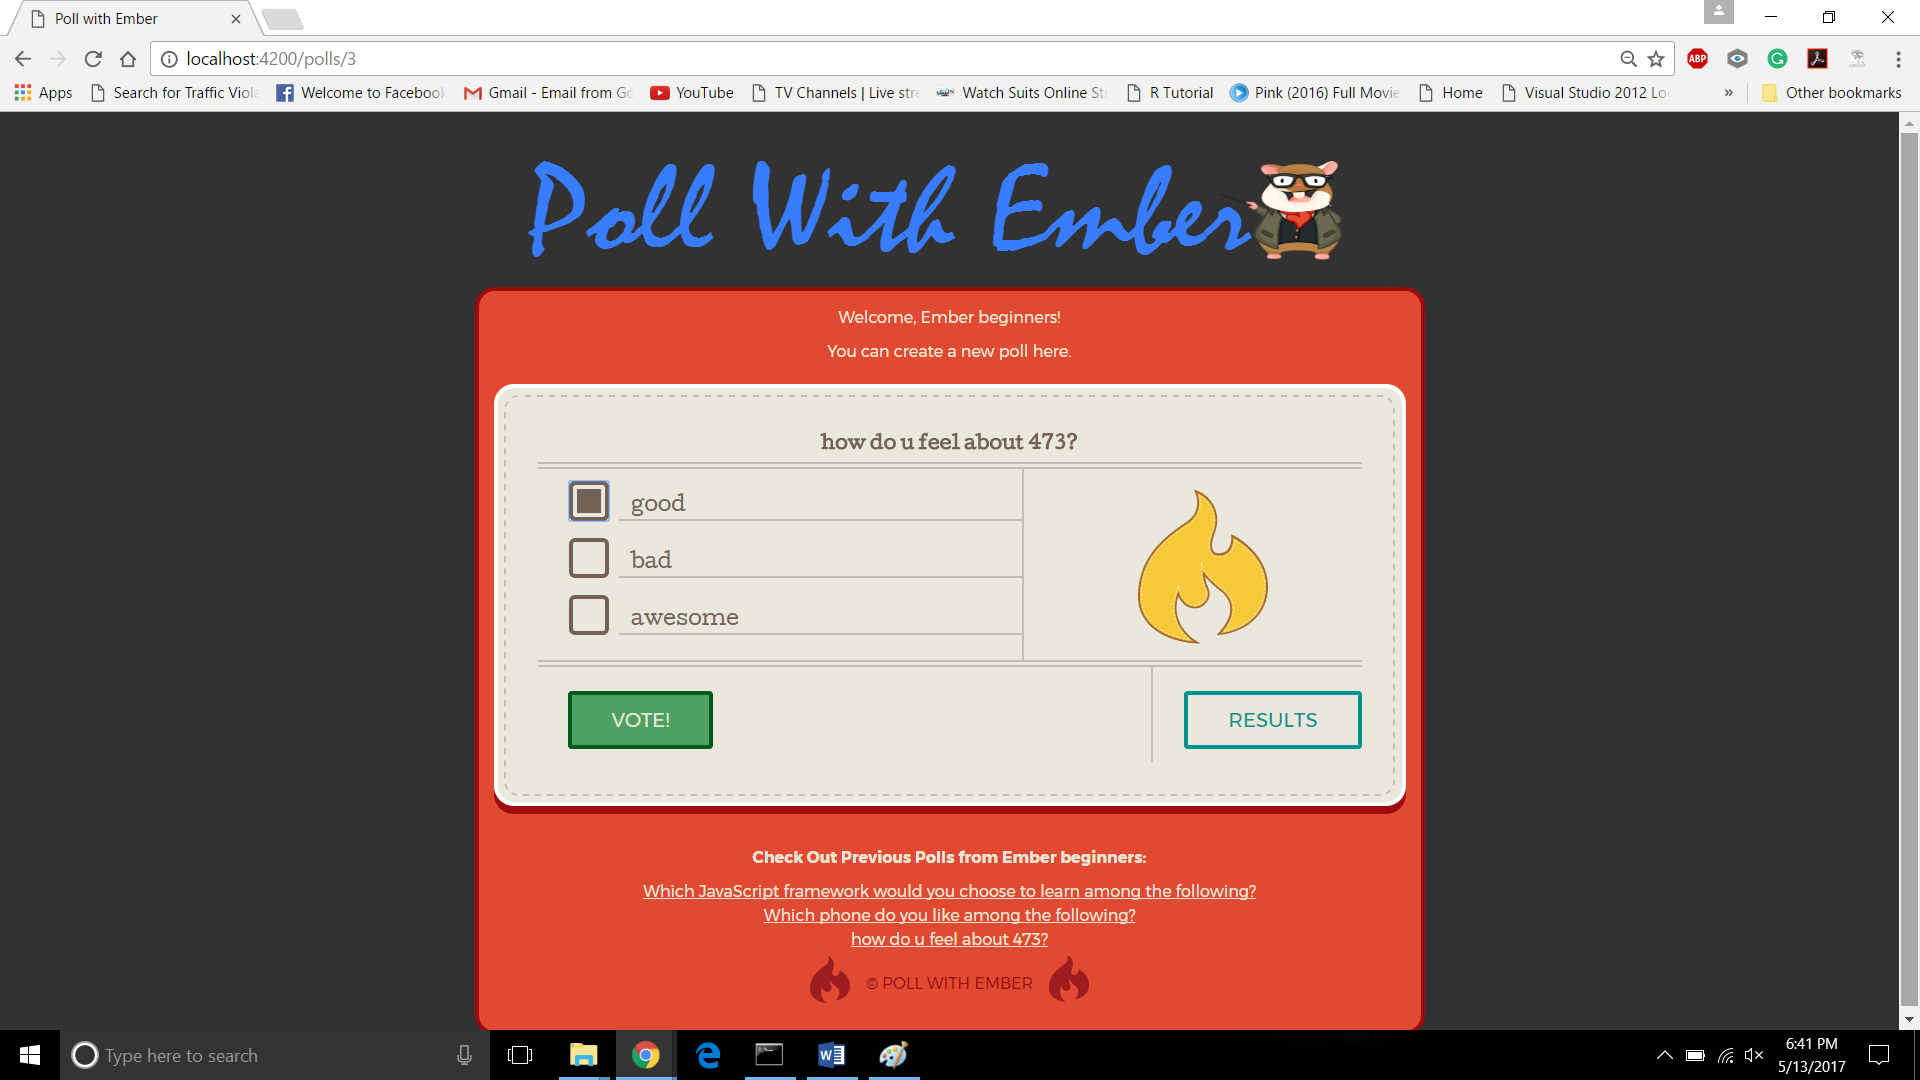 Poll with Ember
localhost:4200/polls/3
ABP
Apps
Search for Traffic Viola
Welcome to Facebook
Gmail - Email from Go
YouTube
TV Channels | Live stre
Watch Suits Online St
R Tutorial
Pink (2016) Full Movie
Home
Visual Studio 2012 Lo
»
Other bookmarks
Poll With Ember
Welcome, Ember beginners!
You can create a new poll here.
how do u feel about 473?
good
bad
awesome
VOTE!
RESULTS
Check Out Previous Polls from Ember beginners:
Which JavaScript framework would you choose to learn among the following?
Which phone do you like among the following?
how do u feel about 473?
© POLL WITH EMBER
Type here to search
6:41 PM
5/13/2017